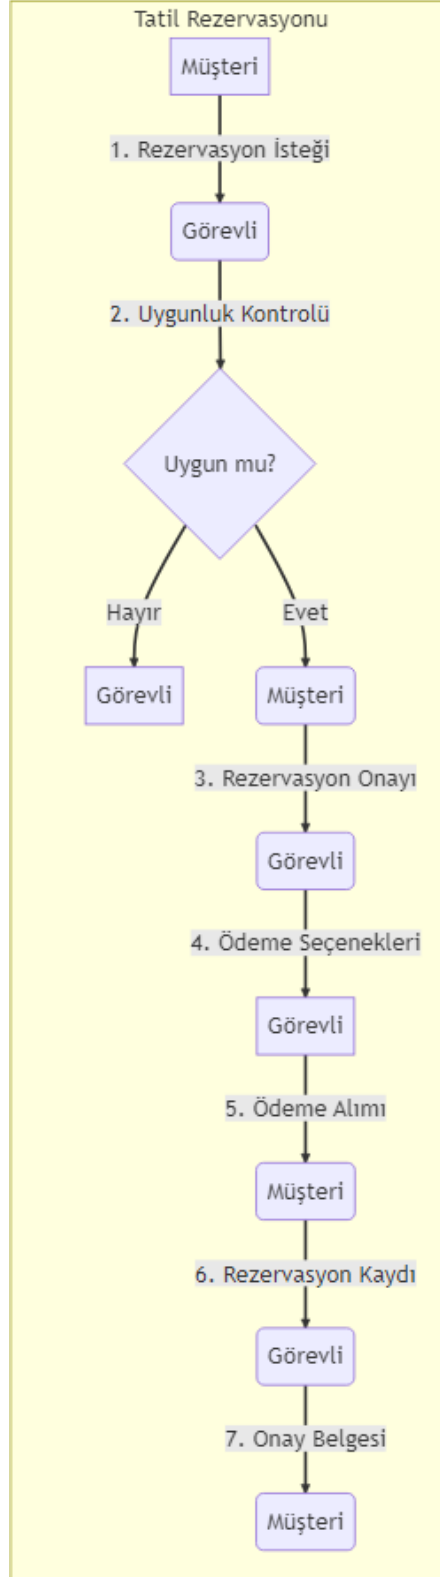 Tatil Rezervasyonu
Müşteri
1. Rezervasyon İsteği
Görevli
2. Uygunluk Kontrolü
Uygun mu?
Hayır
Evet
Görevli
Müşteri
3. Rezervasyon Onayı
Görevli
4. Ödeme Seçenekleri
Görevli
5. Ödeme Alımı
Müşteri
6. Rezervasyon Kaydı
Görevli
7. Onay Belgesi
Müşteri